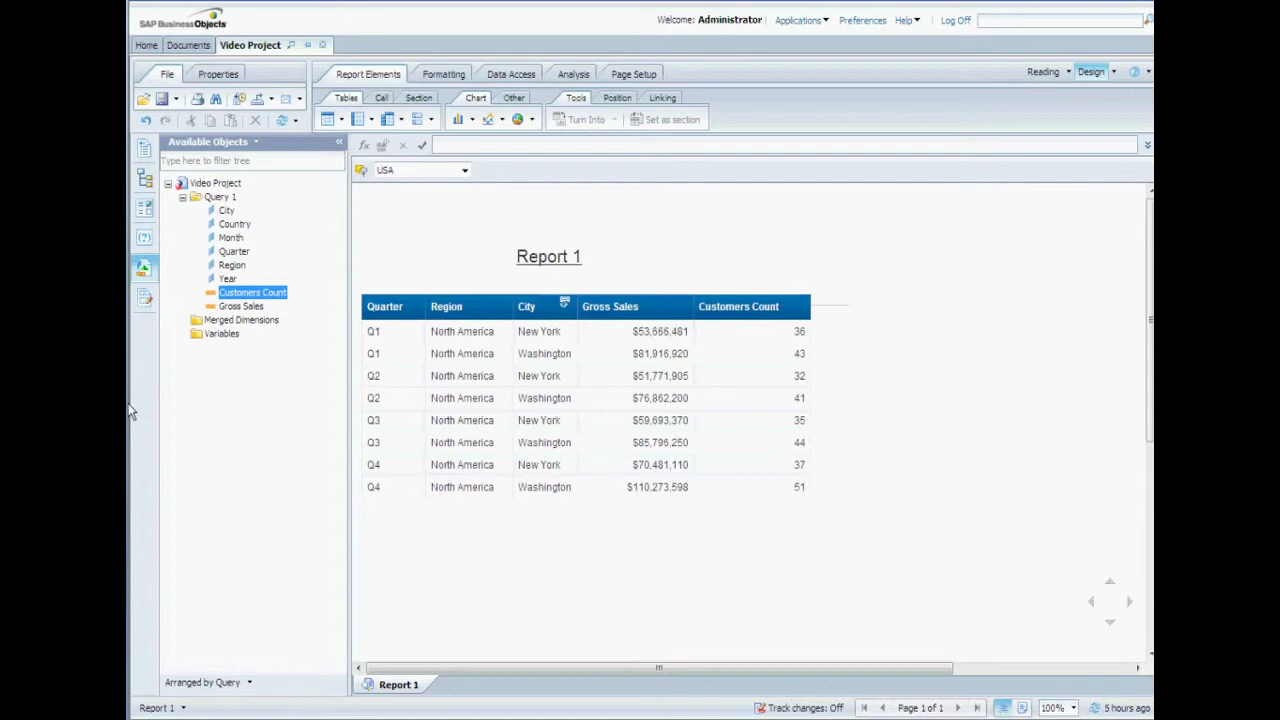 SAP BusinessObjects
Welcome: Administrator Applications Preferences Help Log Off
Home Documents Video Project
File Properties Report Elements Formatting Data Access Analysis Page Setup Reading Design
Tables Cell Section Chart Other Tools Position Linking
Turn Into Set as section
Available Objects
Type here to filter tree
USA
Video Project
Query 1
City
Country
Month
Quarter
Region
Year
Customers Count
Gross Sales
Merged Dimensions
Variables
Report 1
Quarter Region City Gross Sales Customers Count
Q1 North America New York $53,666,481 36
Q1 North America Washington $81,916,920 43
Q2 North America New York $51,771,905 32
Q2 North America Washington $76,862,200 41
Q3 North America New York $59,693,370 35
Q3 North America Washington $85,796,250 44
Q4 North America New York $70,481,110 37
Q4 North America Washington $110,273,598 51
Arranged by Query
Report 1
Report 1 Track changes: Off Page 1 of 1 100% 5 hours ago